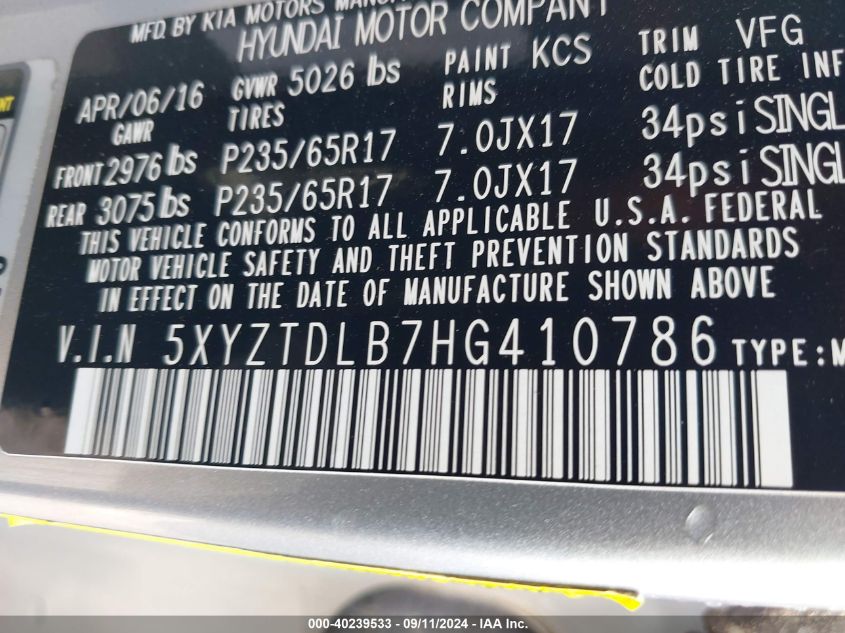 MFD. BY KIA MOTORS
HYUNDAI MOTOR COMPANY
APR/06/16 GVWR 5026 lbs PAINT KCS TRIM VFG
GAWR TIRES RIMS COLD TIRE INF
FRONT 2976 lbs P235/65R17 7.0JX17 34psi SINGL
REAR 3075 lbs P235/65R17 7.0JX17 34psi SINGL
THIS VEHICLE CONFORMS TO ALL APPLICABLE U.S.A. FEDERAL
MOTOR VEHICLE SAFETY AND THEFT PREVENTION STANDARDS
IN EFFECT ON THE DATE OF MANUFACTURE SHOWN ABOVE
V.I.N 5XYZTDLB7HG410786 TYPE:M
000-40239533 - 09/11/2024 - IAA Inc.